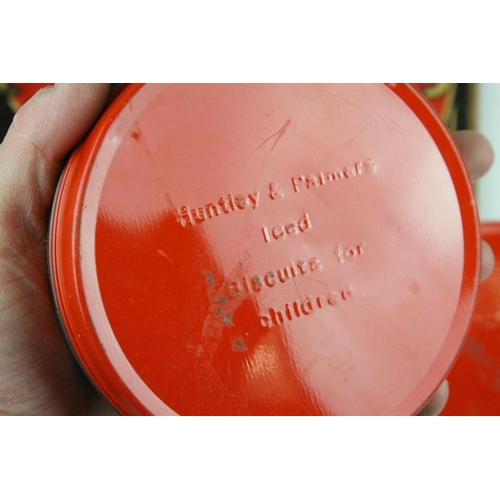 Huntley & Palmers
Iced
Biscuits for
children